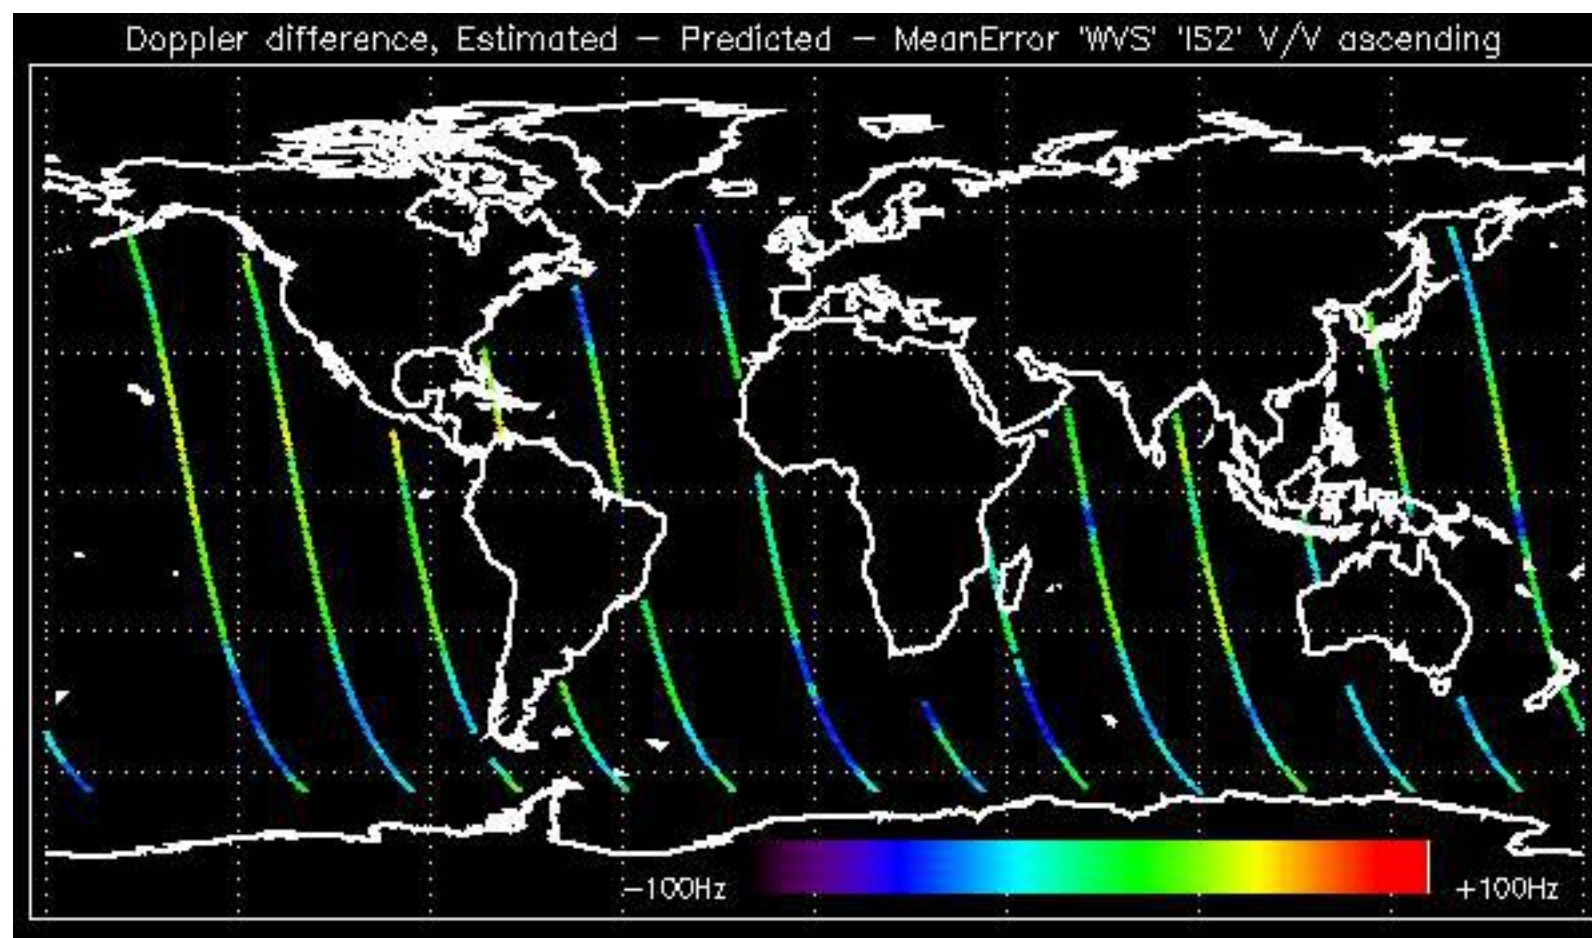 Doppler difference, Estimated - Predicted - MeanError 'WVS' 'IS2' V/V ascending
-100Hz
+100Hz